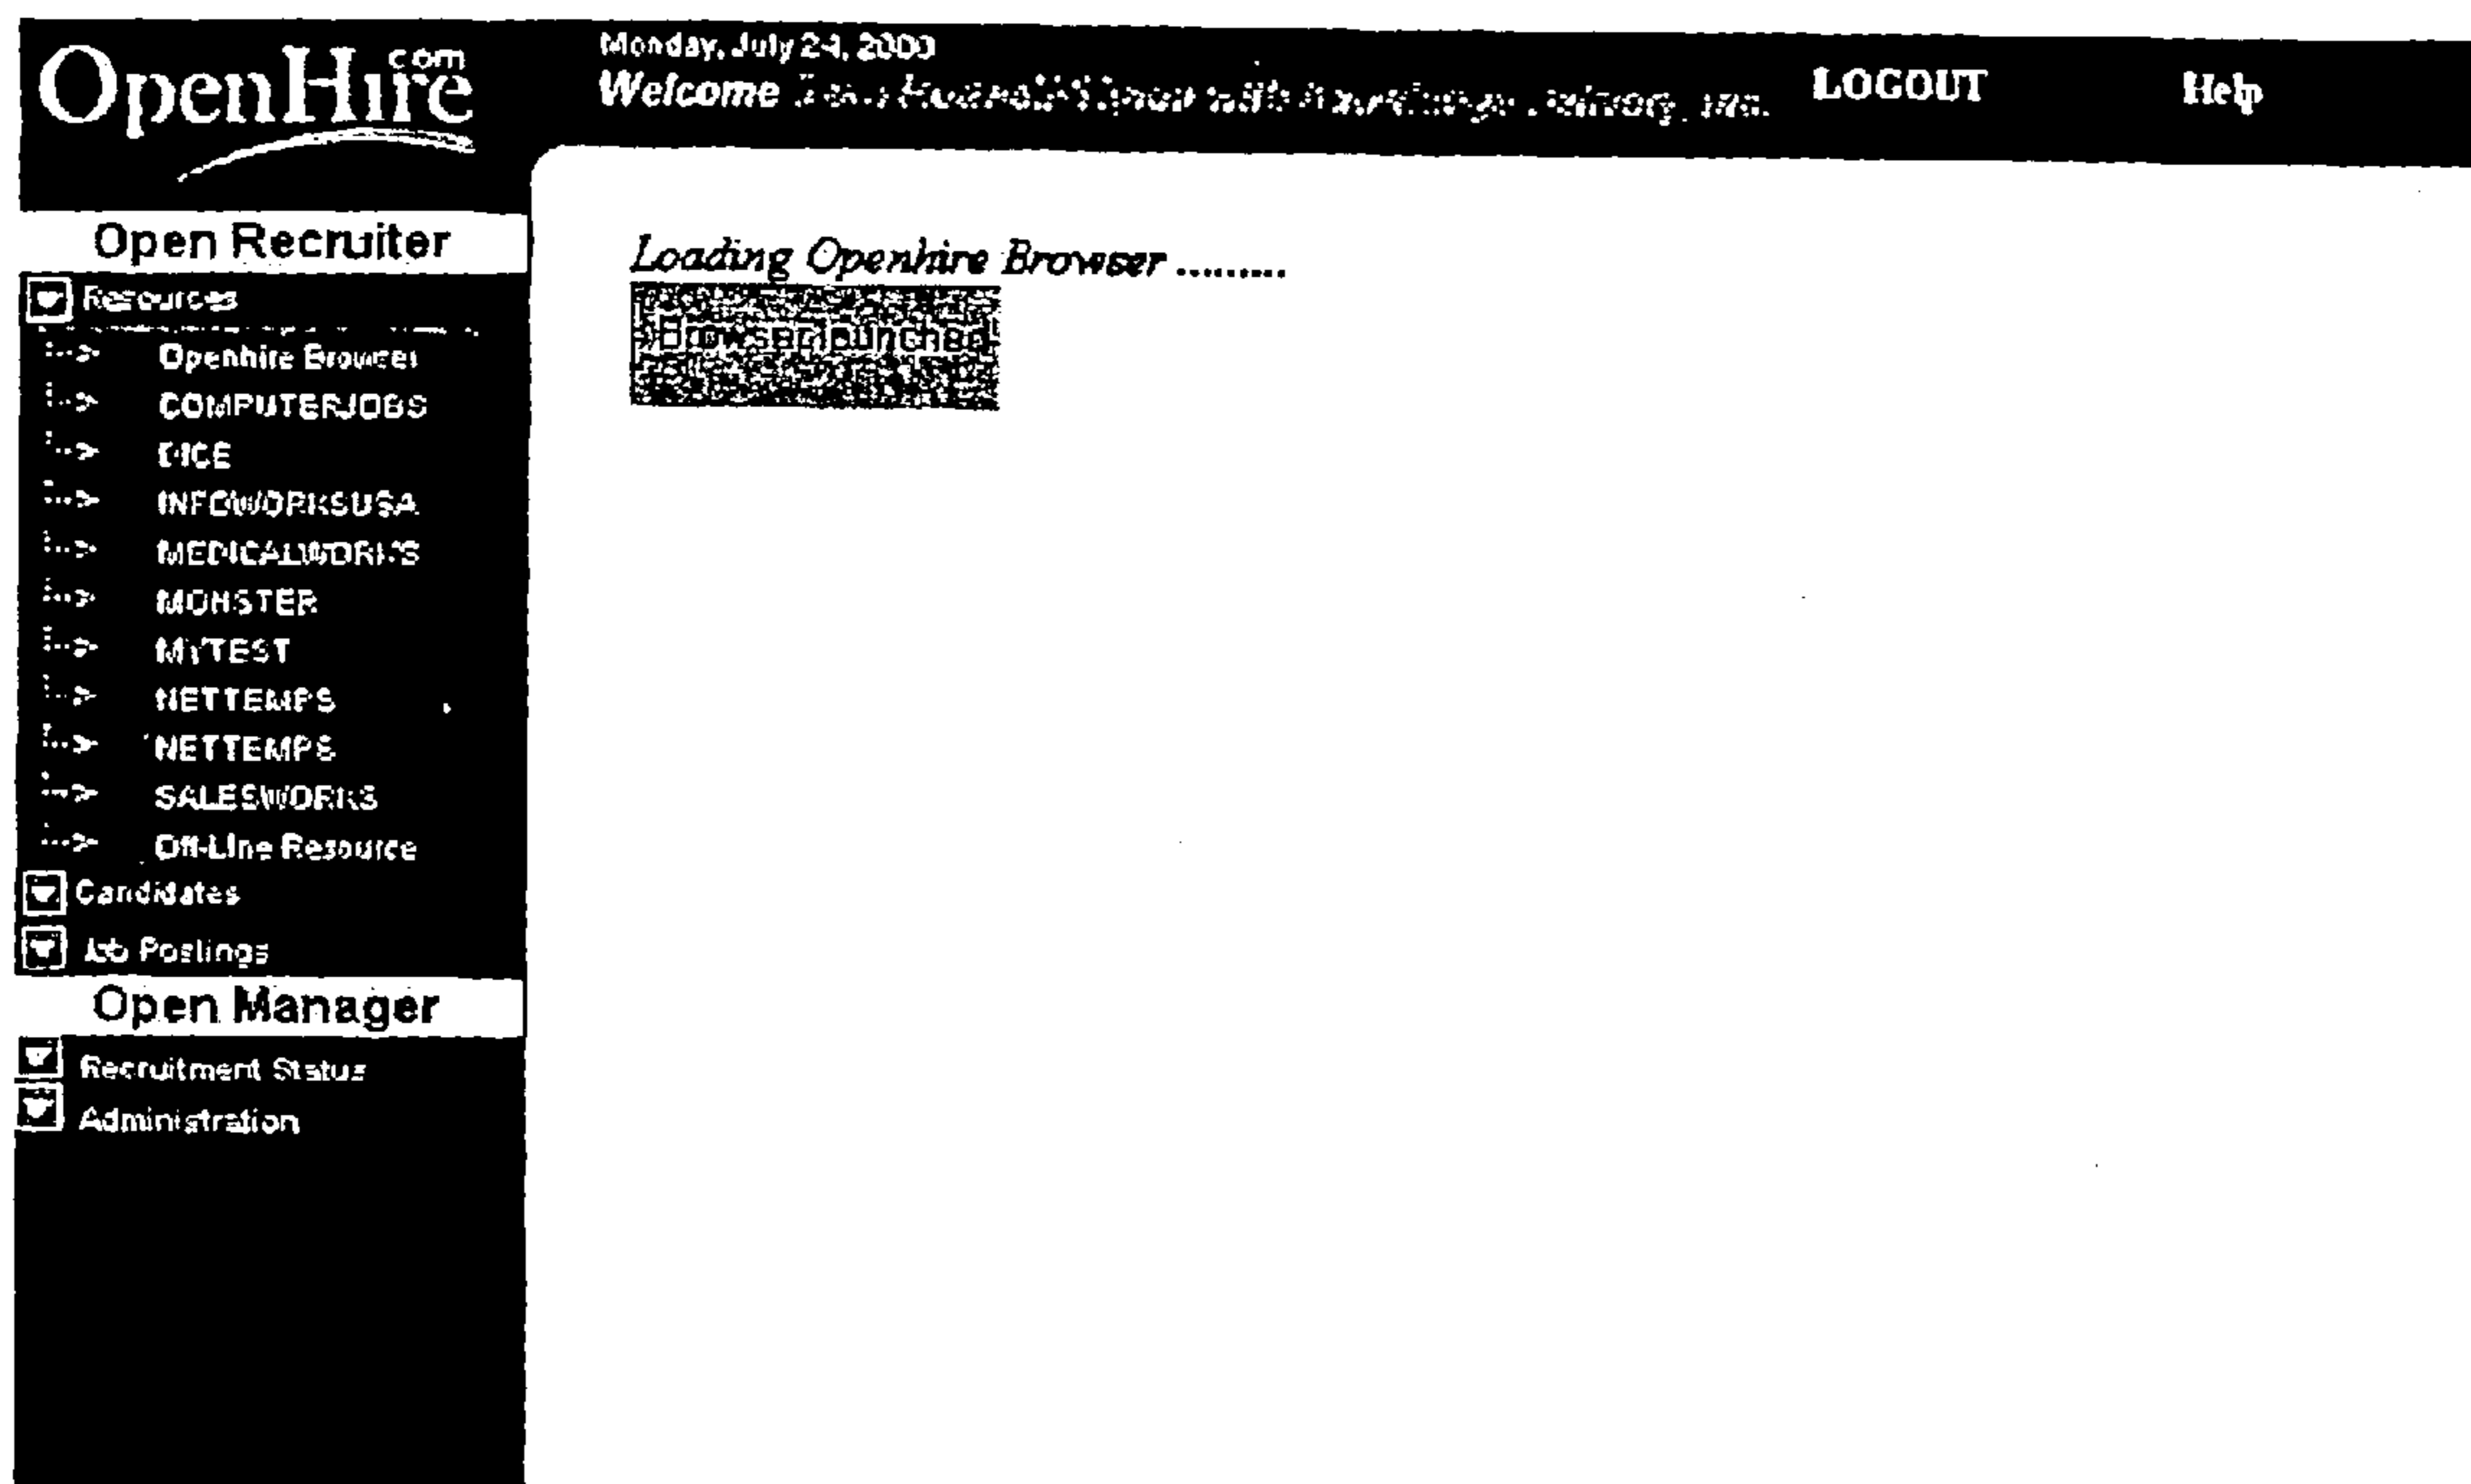 OpenHire.com
Monday, July 24, 2000
Welcome
LOGOUT
Help
Open Recruiter
Resources
Openhire Browser
COMPUTERJOBS
DICE
INFOWORKSUSA
MEDICALWORKS
MONSTER
MYTEST
NETTEMPS
NETTEMPS
SALESWORKS
Off-Line Resource
Candidates
Job Postings
Open Manager
Recruitment Status
Administration
Loading Openhire Browser .........